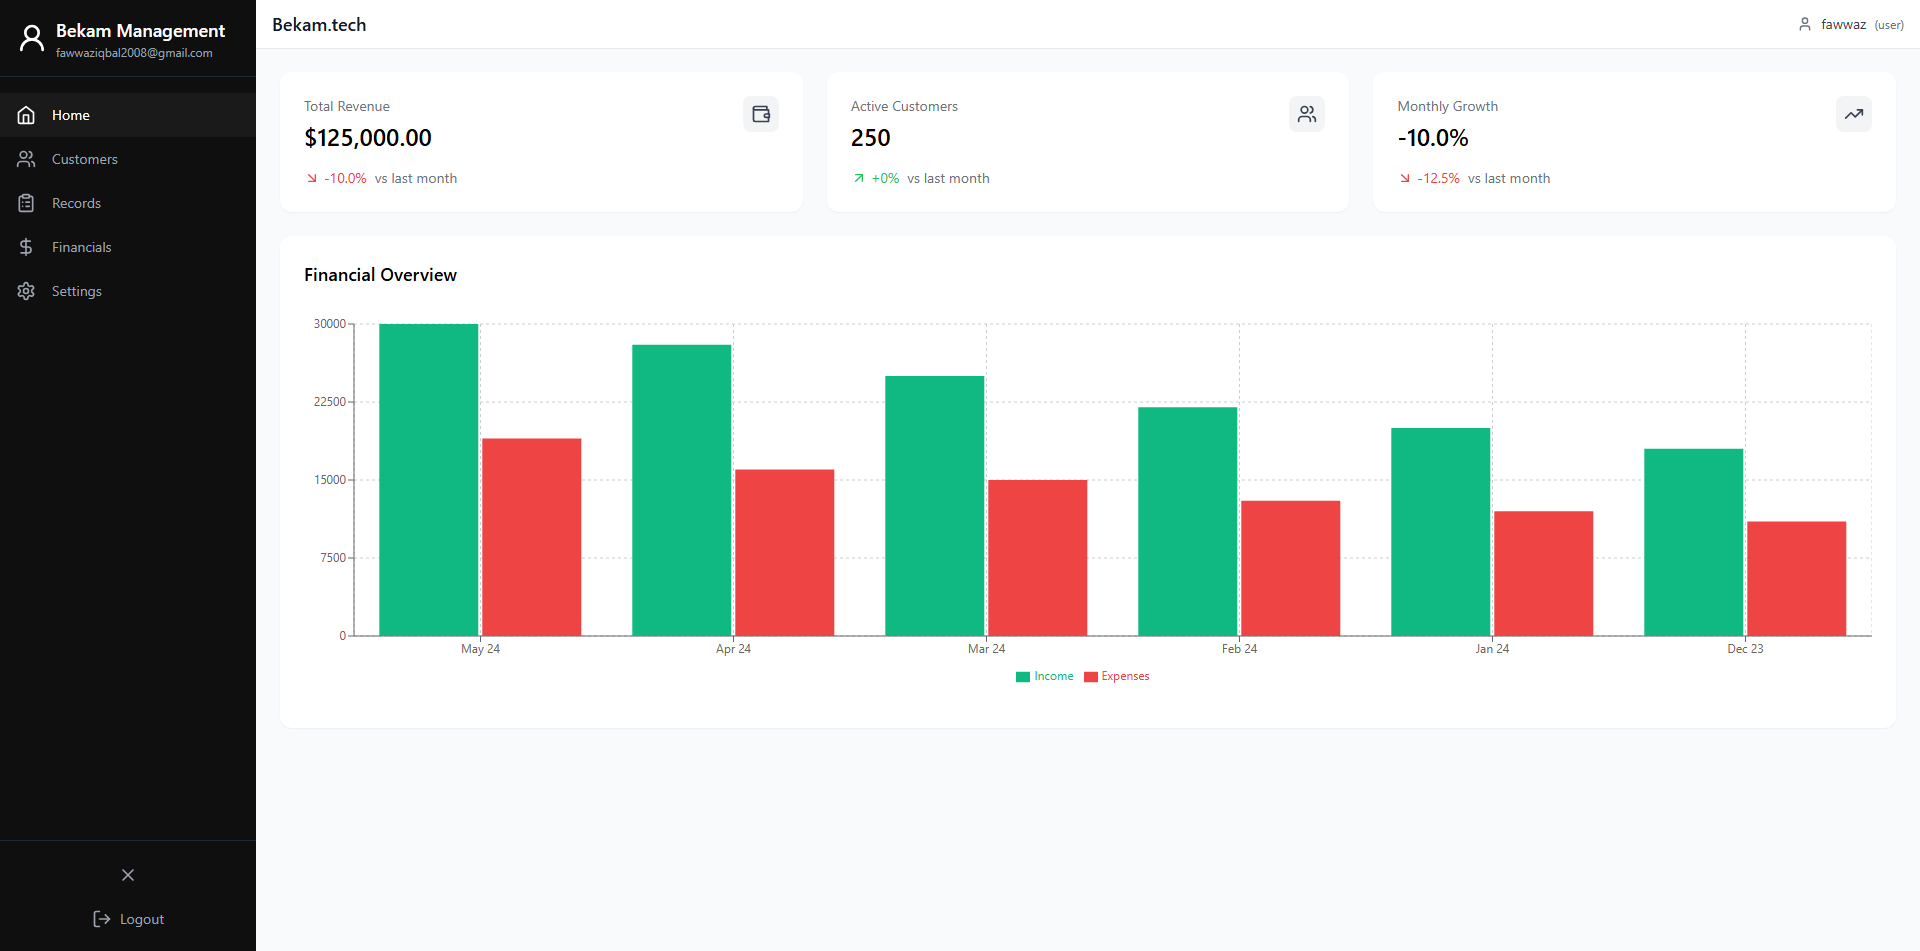 Bekam Management
fawwaziqbal2008@gmail.com
Home
Customers
Records
Financials
Settings
Logout
Bekam.tech
fawwaz (user)
Total Revenue
$125,000.00
-10.0% vs last month
Active Customers
250
+0% vs last month
Monthly Growth
-10.0%
-12.5% vs last month
Financial Overview
30000
22500
15000
7500
0
May 24
Apr 24
Mar 24
Feb 24
Jan 24
Dec 23
Income
Expenses